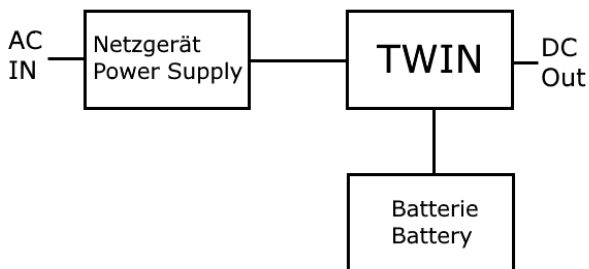 AC
IN
Netzgerät
Power Supply
TWIN
DC
Out
Batterie
Battery